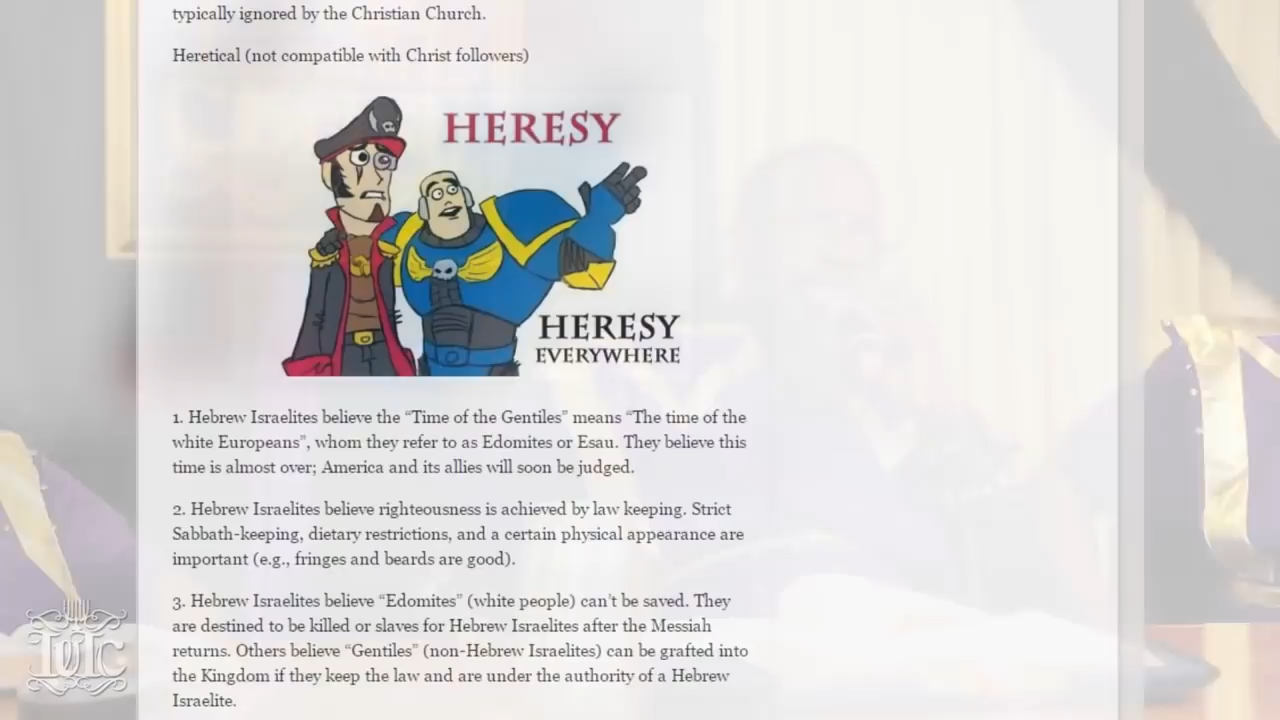 typically ignored by the Christian Church.
Heretical (not compatible with Christ followers)
HERESY
HERESY
EVERYWHERE
1. Hebrew Israelites believe the “Time of the Gentiles” means “The time of the
white Europeans”, whom they refer to as Edomites or Esau. They believe this
time is almost over; America and its allies will soon be judged.
2. Hebrew Israelites believe righteousness is achieved by law keeping. Strict
Sabbath-keeping, dietary restrictions, and a certain physical appearance are
important (e.g., fringes and beards are good).
3. Hebrew Israelites believe “Edomites” (white people) can’t be saved. They
are destined to be killed or slaves for Hebrew Israelites after the Messiah
returns. Others believe “Gentiles” (non-Hebrew Israelites) can be grafted into
the Kingdom if they keep the law and are under the authority of a Hebrew
Israelite.
IUIC